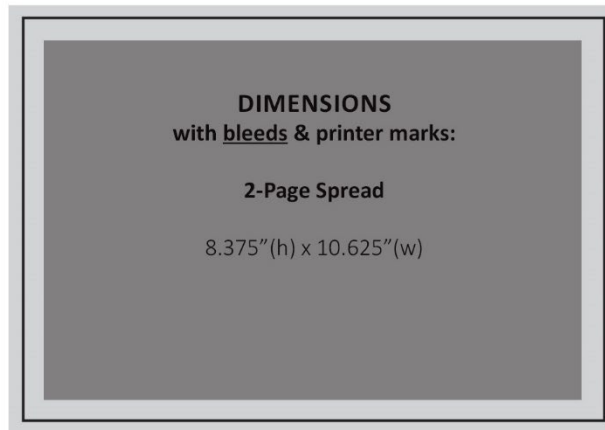 DIMENSIONS
with bleeds & printer marks:
2-Page Spread
8.375”(h) x 10.625”(w)